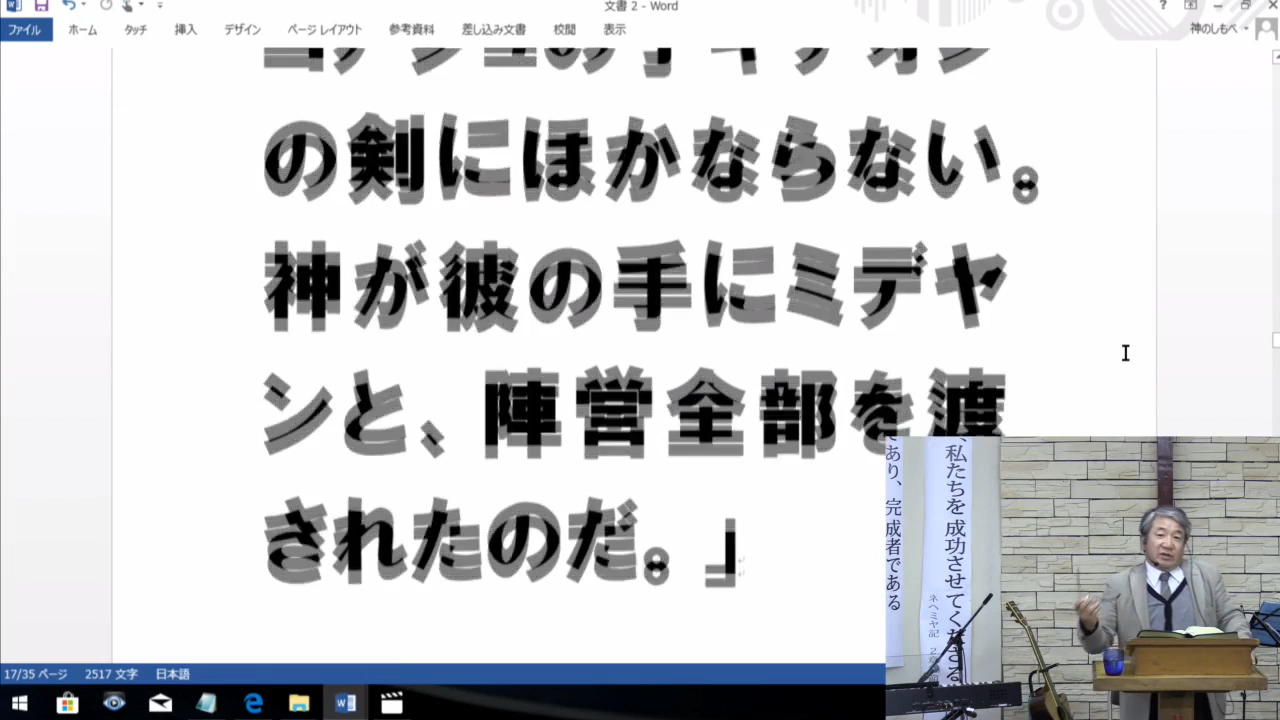 文書 2 - Word
ファイル ホーム タッチ 挿入 デザイン ページ レイアウト 参考資料 差し込み文書 校閲 表示
神のしもべ
の剣にほかならない。
神が彼の手にミデヤ
ンと、陣営全部を渡
されたのだ。」
、私たちを 成功させてくださる
であり、完成者である
ネヘミヤ記
17/35 ページ 2517 文字 日本語